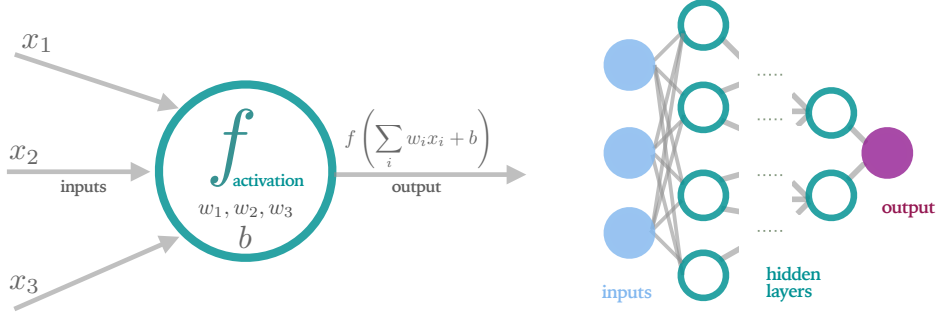 x₁
x₂
inputs
x₃
f
activation
w₁, w₂, w₃
b
f(∑ᵢ wᵢxᵢ + b)
output
.....
.....
.....
.....
inputs
hidden
layers
output